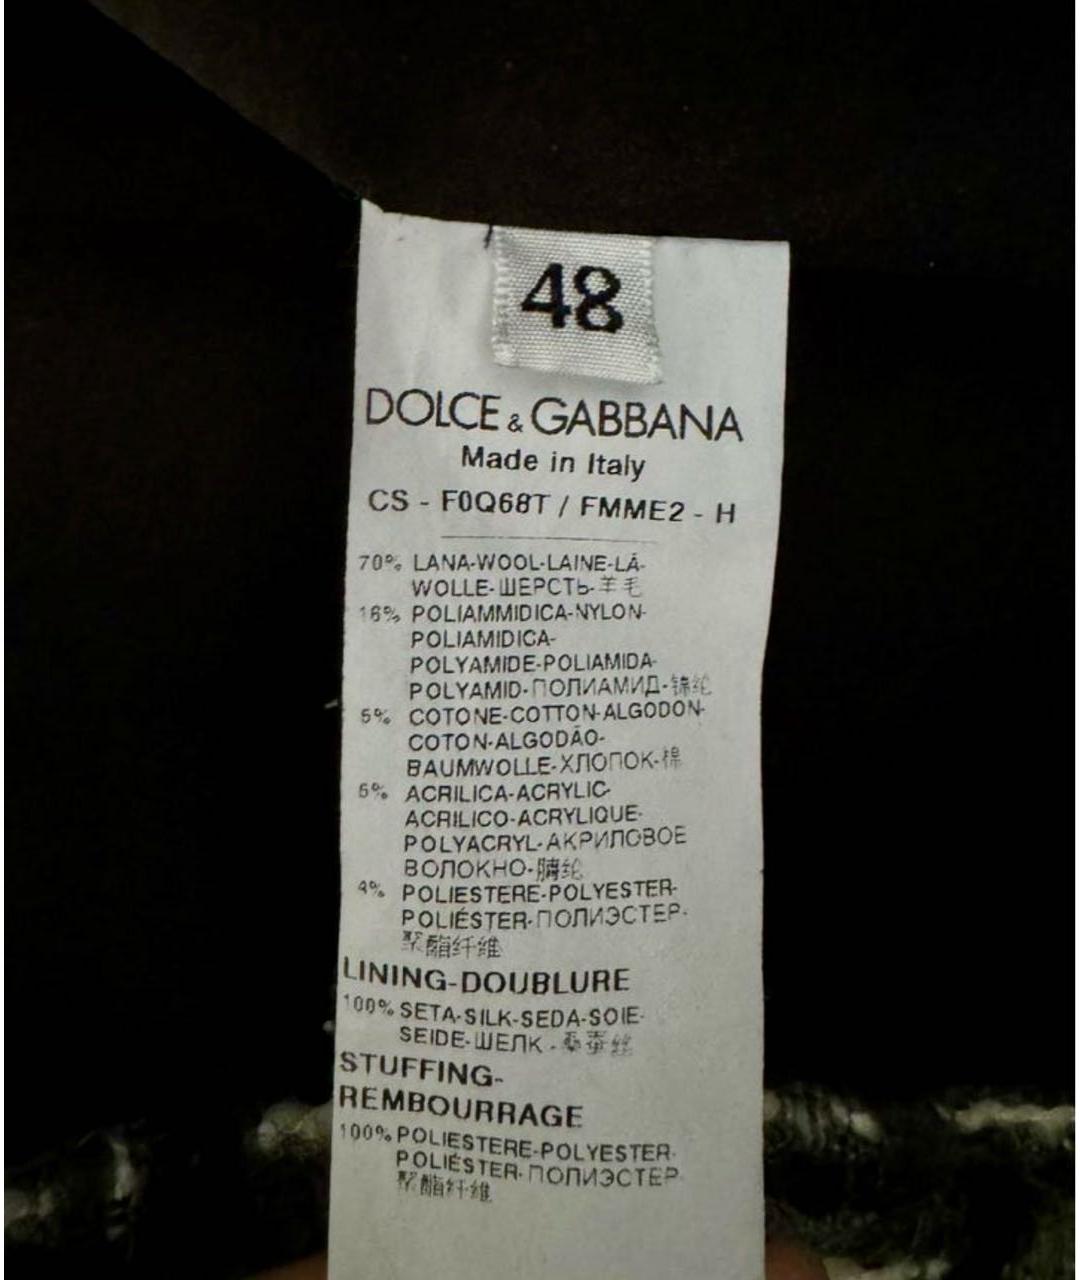 48
DOLCE & GABBANA
Made in Italy
CS - F0Q68T / FMME2 - H
70% LANA-WOOL-LAINE-LÃ-
WOLLE-ШЕРСТЬ-羊毛
16% POLIAMMIDICA-NYLON-
POLIAMIDICA-
POLYAMIDE-POLIAMIDA-
POLYAMID-ПОЛИАМИД-锦纶
5% COTONE-COTTON-ALGODON-
COTON-ALGODÃO-
BAUMWOLLE-ХЛОПОК-棉
5% ACRILICA-ACRYLIC-
ACRILICO-ACRYLIQUE-
POLYACRYL-АКРИЛОВОЕ
ВОЛОКНО-腈纶
4% POLIESTERE-POLYESTER-
POLIÉSTER-ПОЛИЭСТЕР-
聚酯纤维
LINING-DOUBLURE
100% SETA-SILK-SEDA-SOIE-
SEIDE-ШЕЛК-桑蚕丝
STUFFING-
REMBOURRAGE
100% POLIESTERE-POLYESTER-
POLIÉSTER-ПОЛИЭСТЕР-
聚酯纤维